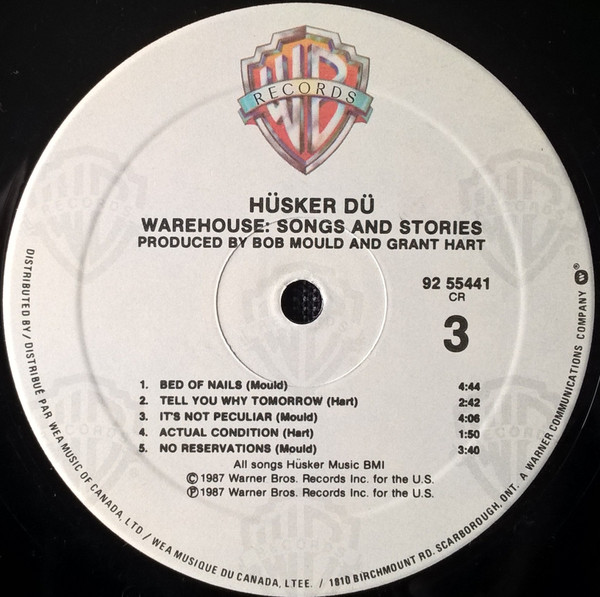 WB
RECORDS
HÜSKER DÜ
WAREHOUSE: SONGS AND STORIES
PRODUCED BY BOB MOULD AND GRANT HART
92 55441
CR
3
1. BED OF NAILS (Mould) 4:44
2. TELL YOU WHY TOMORROW (Hart) 2:42
3. IT'S NOT PECULIAR (Mould) 4:06
4. ACTUAL CONDITION (Hart) 1:50
5. NO RESERVATIONS (Mould) 3:40
All songs Hüsker Music BMI
© 1987 Warner Bros. Records Inc. for the U.S.
℗ 1987 Warner Bros. Records Inc. for the U.S.
DISTRIBUTED BY / DISTRIBUÉ PAR WEA MUSIC OF CANADA, LTD / WEA MUSIQUE DU CANADA, LTEE. / 1810 BIRCHMOUNT RD. SCARBOROUGH, ONT. A WARNER COMMUNICATIONS COMPANY W®